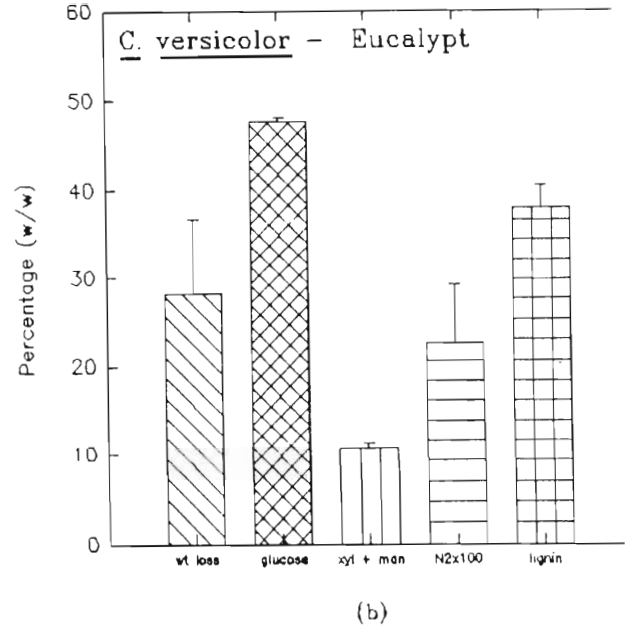 C. versicolor - Eucalypt
60
50
40
30
20
10
0
Percentage (w/w)
wt loss glucose xyl + man N2x100 lignin
(b)